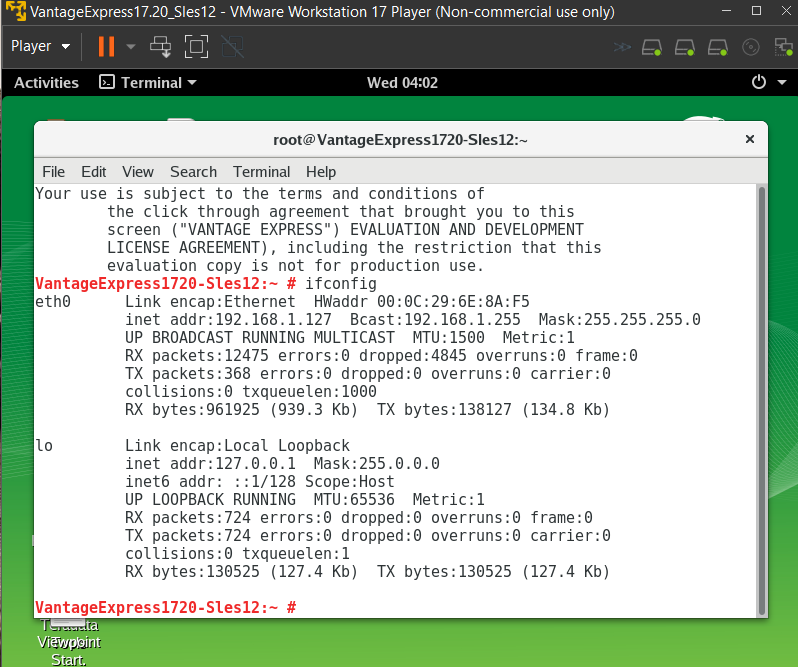 VantageExpress17.20_Sles12 - VMware Workstation 17 Player (Non-commercial use only)
Player
Activities Terminal Wed 04:02
root@VantageExpress1720-Sles12:~
File Edit View Search Terminal Help
Your use is subject to the terms and conditions of
the click through agreement that brought you to this
screen ("VANTAGE EXPRESS") EVALUATION AND DEVELOPMENT
LICENSE AGREEMENT), including the restriction that this
evaluation copy is not for production use.
VantageExpress1720-Sles12:~ # ifconfig
eth0 Link encap:Ethernet HWaddr 00:0C:29:6E:8A:F5
inet addr:192.168.1.127 Bcast:192.168.1.255 Mask:255.255.255.0
UP BROADCAST RUNNING MULTICAST MTU:1500 Metric:1
RX packets:12475 errors:0 dropped:4845 overruns:0 frame:0
TX packets:368 errors:0 dropped:0 overruns:0 carrier:0
collisions:0 txqueuelen:1000
RX bytes:961925 (939.3 Kb) TX bytes:138127 (134.8 Kb)
lo Link encap:Local Loopback
inet addr:127.0.0.1 Mask:255.0.0.0
inet6 addr: ::1/128 Scope:Host
UP LOOPBACK RUNNING MTU:65536 Metric:1
RX packets:724 errors:0 dropped:0 overruns:0 frame:0
TX packets:724 errors:0 dropped:0 overruns:0 carrier:0
collisions:0 txqueuelen:1
RX bytes:130525 (127.4 Kb) TX bytes:130525 (127.4 Kb)
VantageExpress1720-Sles12:~ #
Teradata
Viewpoint
Start.